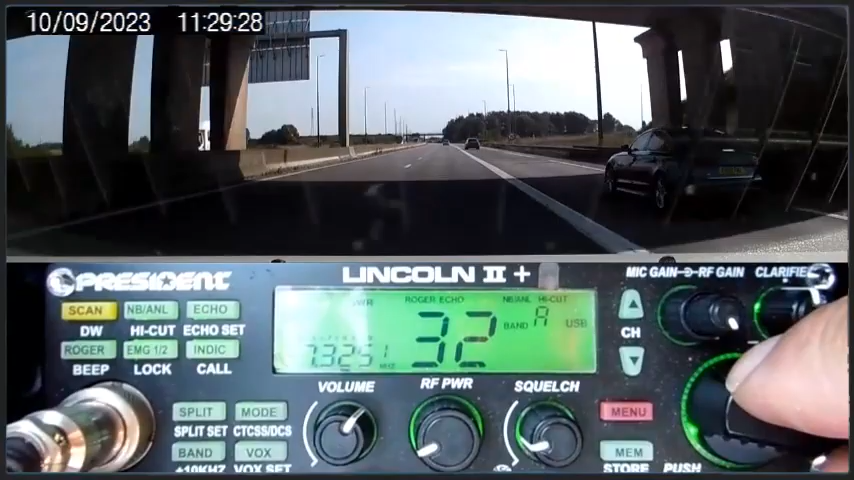 10/09/2023 11:29:28
PRESIDENT
LINCOLN II +
MIC GAIN RF GAIN CLARIFIE
SCAN NB/ANL ECHO
DW HI-CUT ECHO SET
ROGER EMG 1/2 INDIC
BEEP LOCK CALL
ROGER ECHO NB/ANL HI-CUT
32 BAND A USB
MHz
CH
VOLUME RF PWR SQUELCH
SPLIT MODE
SPLIT SET CTCSS/DCS
BAND VOX
+10KHZ VOX SET
MENU
MEM
STORE PUSH